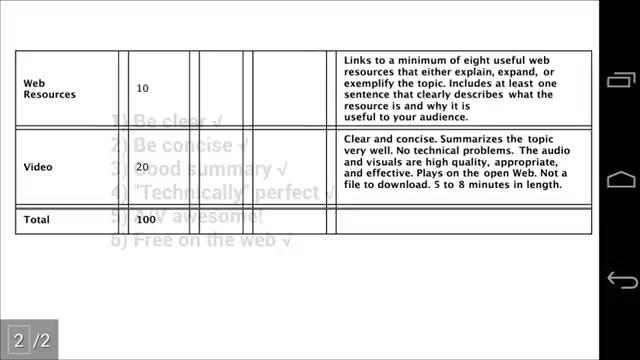 Web
Resources
10
Links to a minimum of eight useful web
resources that either explain, expand, or
exemplify the topic. Includes at least one
sentence that clearly describes what the
resource is and why it is
useful to your audience.
Video
20
Clear and concise. Summarizes the topic
very well. No technical problems. The audio
and visuals are high quality, appropriate,
and effective. Plays on the open Web. Not a
file to download. 5 to 8 minutes in length.
Total
100
1) Be clear √
2) Be concise √
3) Good summary √
4) "Technically" perfect √
5) A/V awesome!
6) Free on the web √
2 /2